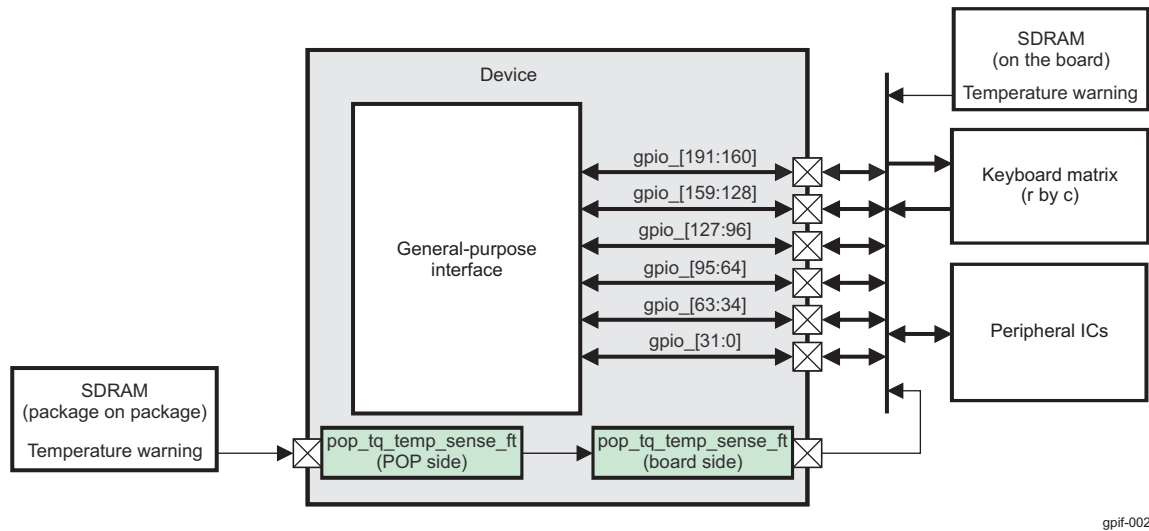 Device
SDRAM
(on the board)
Temperature warning
General-purpose
interface
gpio_[191:160]
gpio_[159:128]
gpio_[127:96]
gpio_[95:64]
gpio_[63:34]
gpio_[31:0]
Keyboard matrix
(r by c)
Peripheral ICs
SDRAM
(package on package)
Temperature warning
pop_tq_temp_sense_ft
(POP side)
pop_tq_temp_sense_ft
(board side)
gpif-002